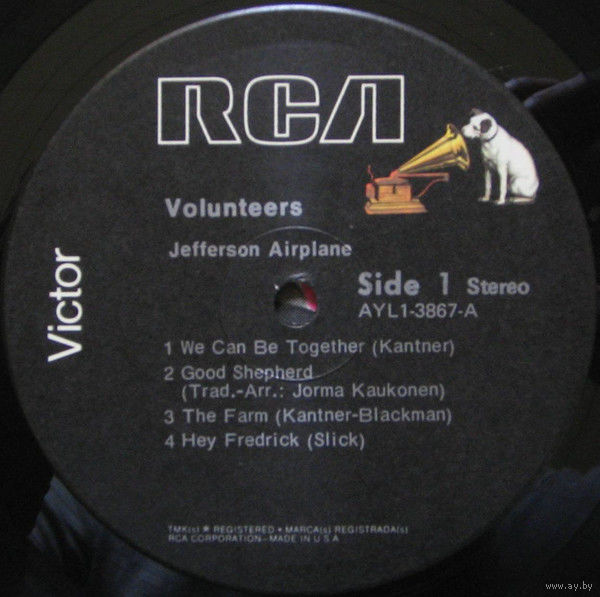 RCA
Volunteers
Jefferson Airplane
Victor
Side 1 Stereo
AYL1-3867-A
1 We Can Be Together (Kantner)
2 Good Shepherd
(Trad.-Arr.: Jorma Kaukonen)
3 The Farm (Kantner-Blackman)
4 Hey Fredrick (Slick)
TMK(s) ® REGISTERED • MARCA(s) REGISTRADA(s)
RCA CORPORATION–MADE IN U S A
www.ay.by